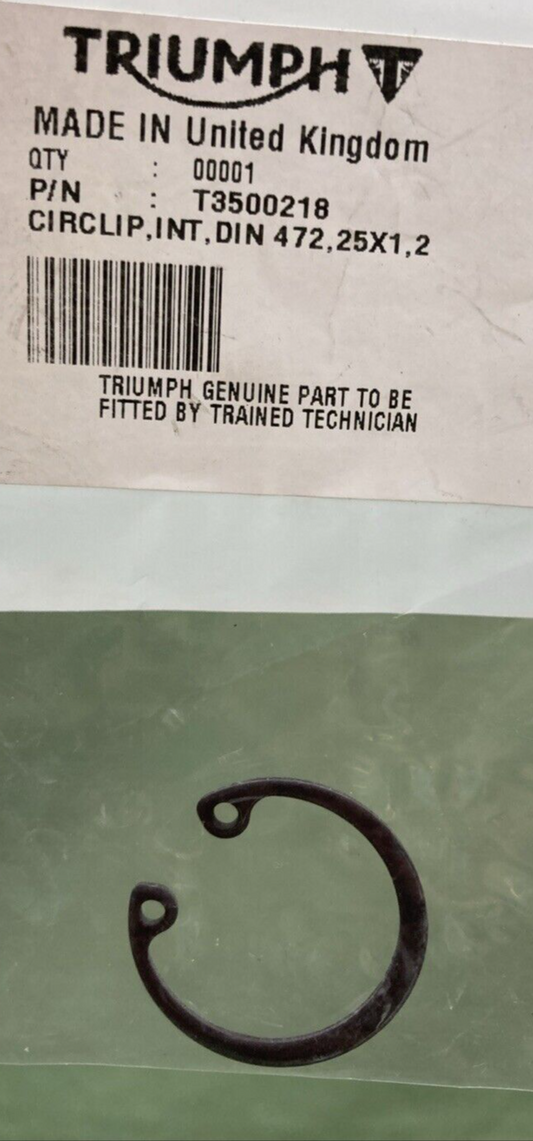 TRIUMPH
MADE IN United Kingdom
QTY : 00001
P/N : T3500218
CIRCLIP,INT,DIN 472,25X1,2
TRIUMPH GENUINE PART TO BE
FITTED BY TRAINED TECHNICIAN